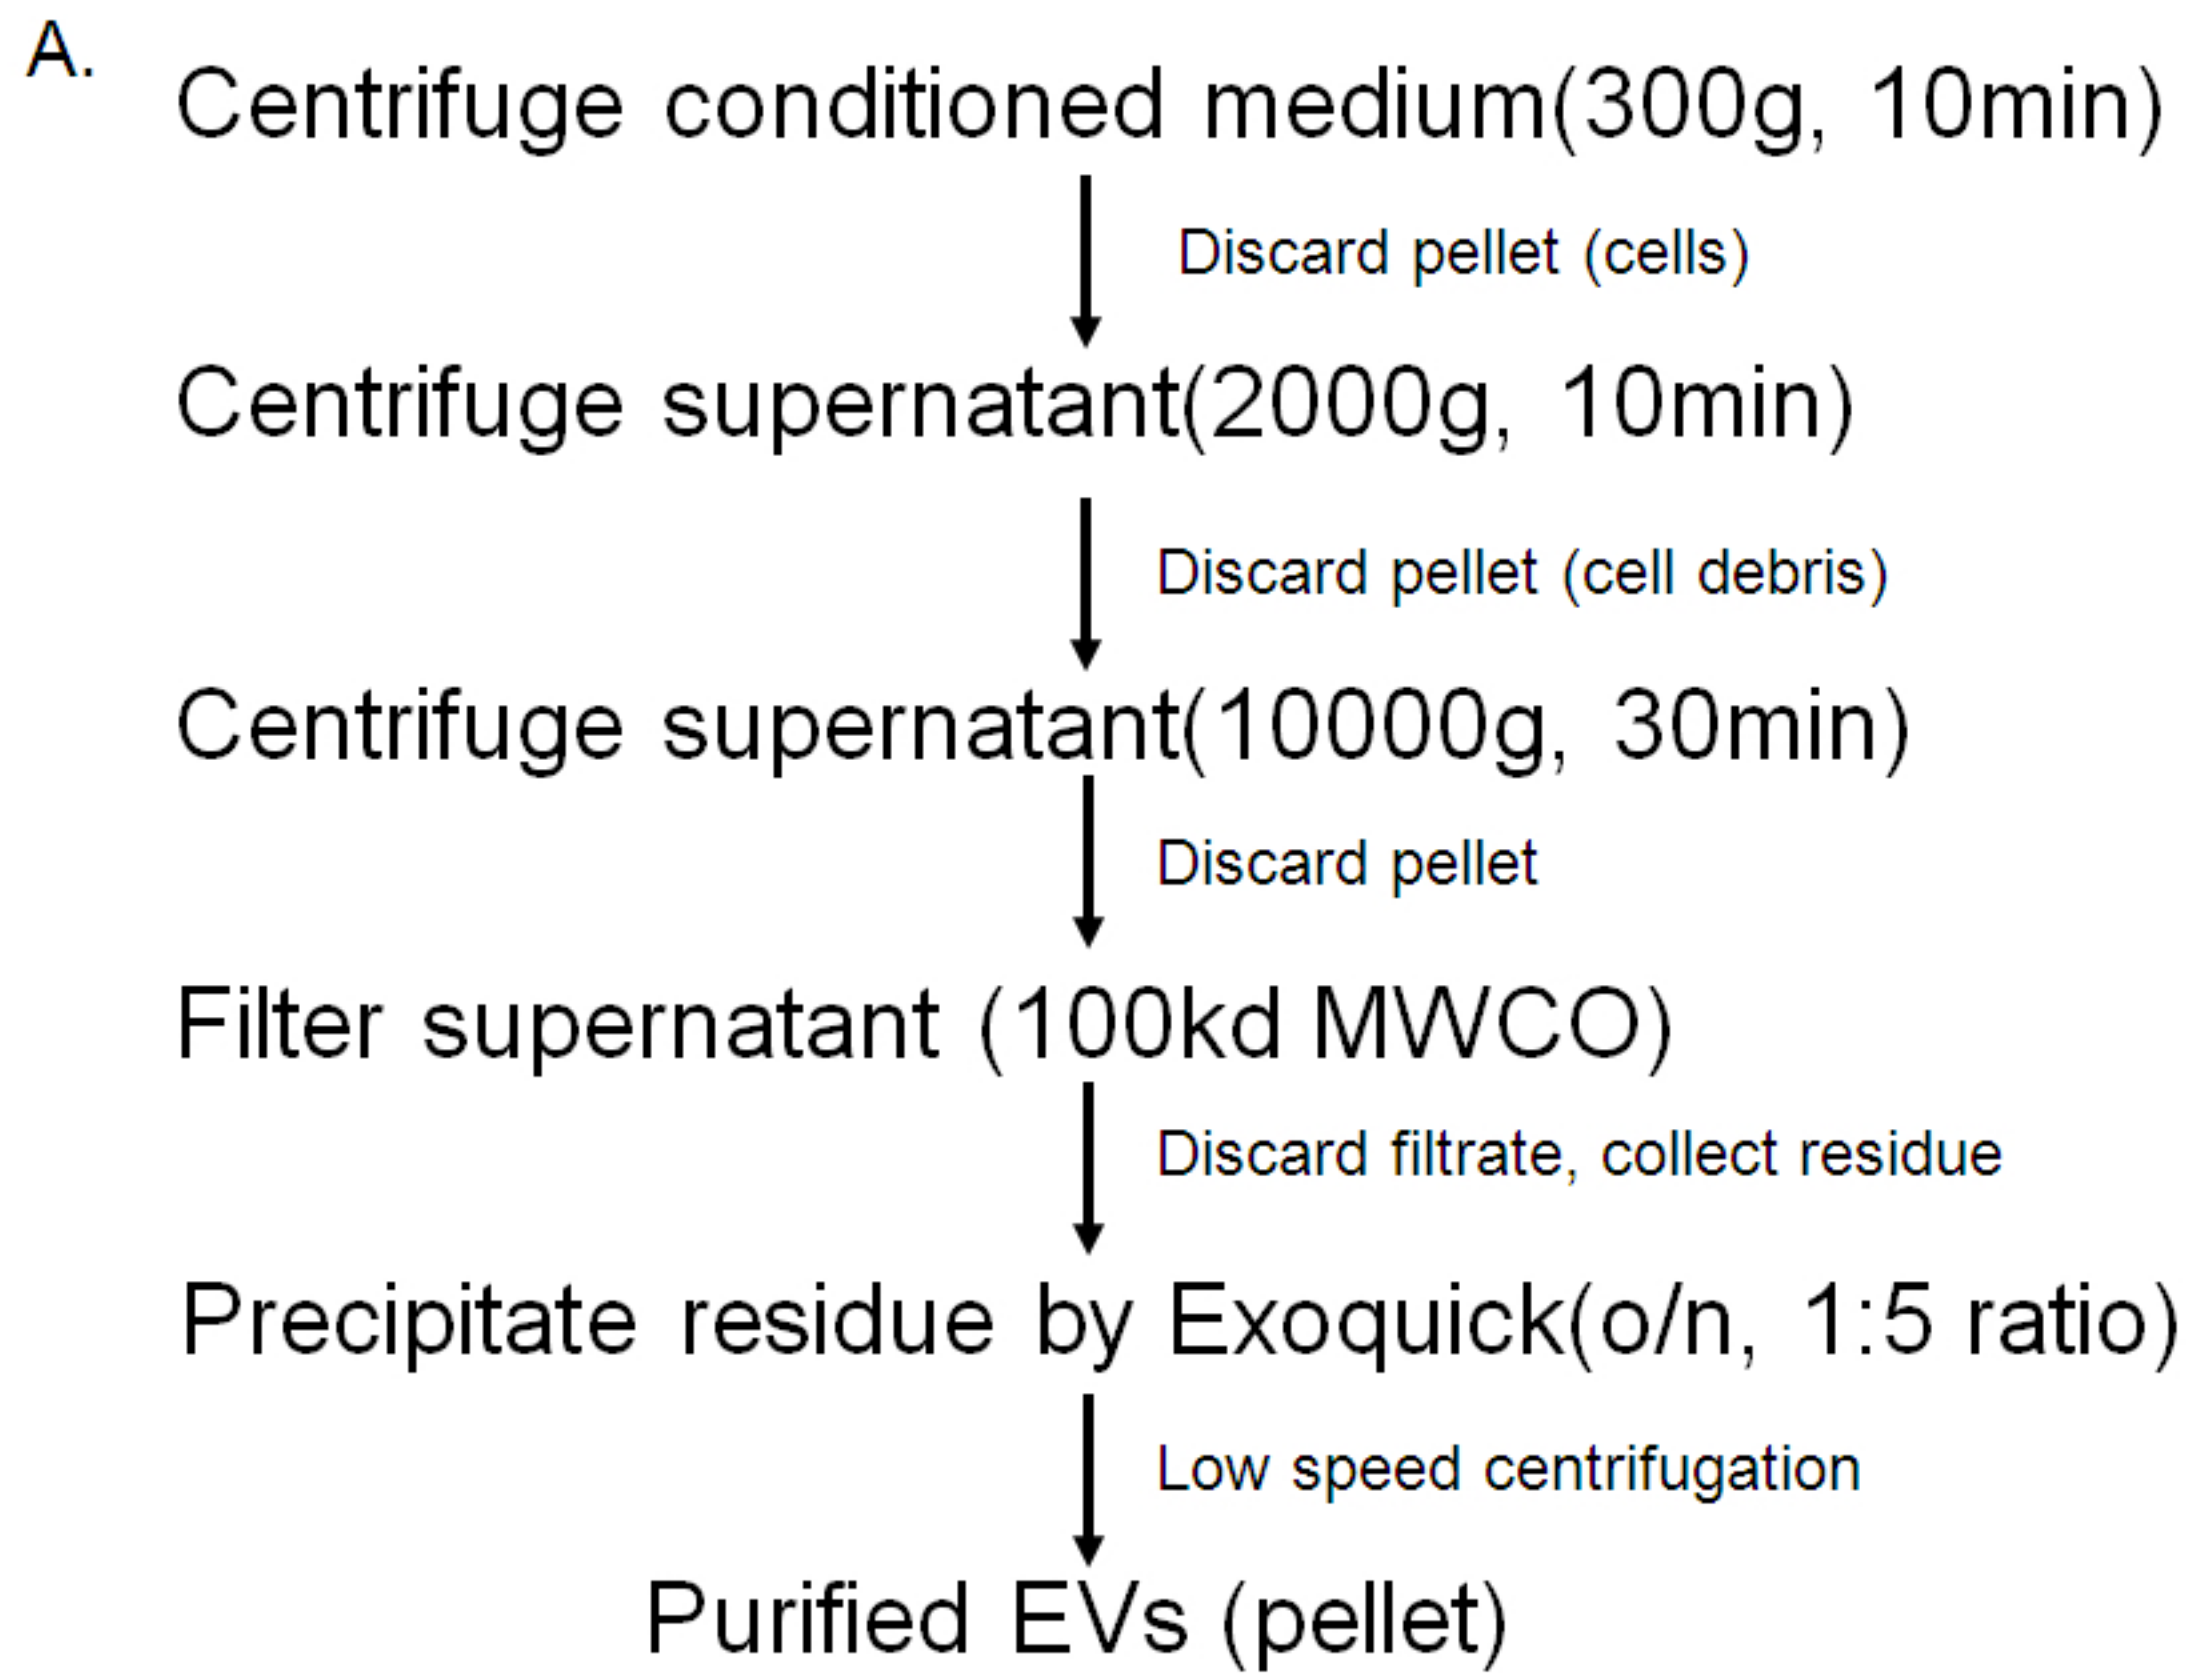 A.
Centrifuge conditioned medium(300g, 10min)
Discard pellet (cells)
Centrifuge supernatant(2000g, 10min)
Discard pellet (cell debris)
Centrifuge supernatant(10000g, 30min)
Discard pellet
Filter supernatant (100kd MWCO)
Discard filtrate, collect residue
Precipitate residue by Exoquick(o/n, 1:5 ratio)
Low speed centrifugation
Purified EVs (pellet)